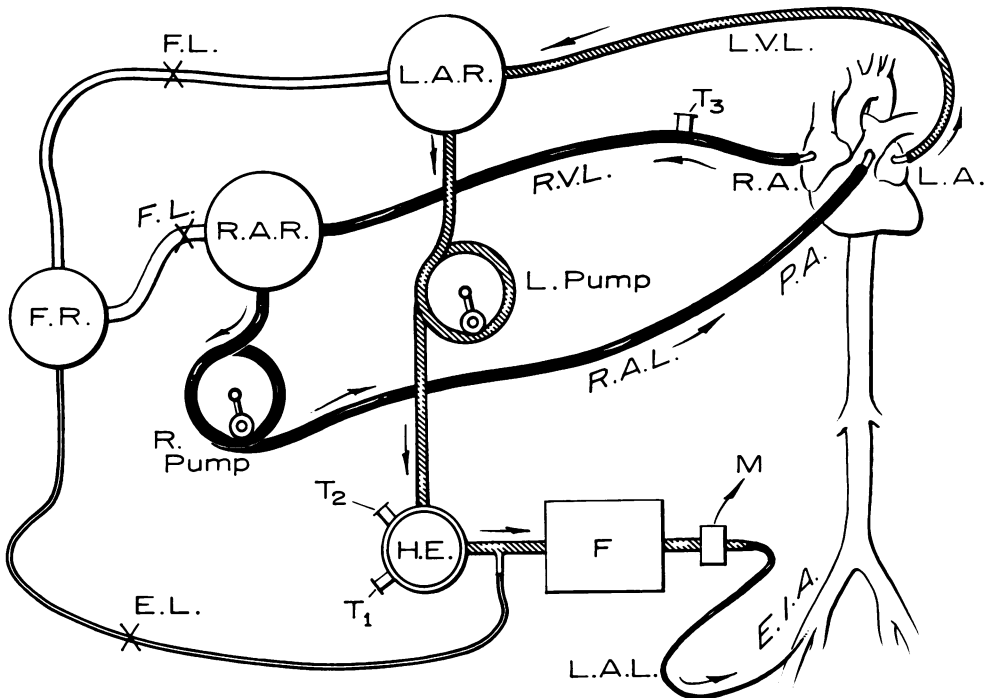 F.L.
L.A.R.
L.V.L.
T3
R.V.L.
R.A.
L.A.
F.L.
R.A.R.
F.R.
L. Pump
P.A.
R.A.L.
R.
Pump
T2
M
H.E.
F
T1
E.L.
E.I.A.
L.A.L.